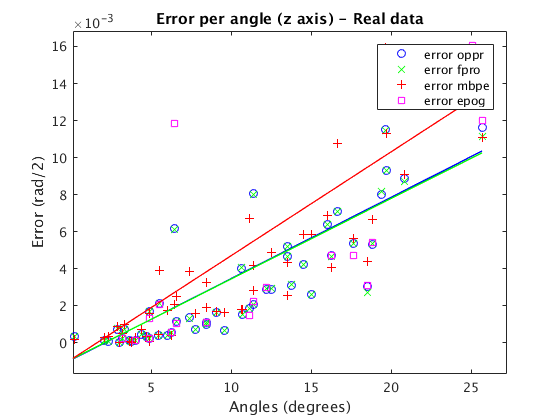 Error per angle (z axis) - Real data
×10⁻³
16
14
12
10
8
6
4
2
0
Error (rad/2)
error oppr
error fpro
error mbpe
error epog
5
10
15
20
25
Angles (degrees)